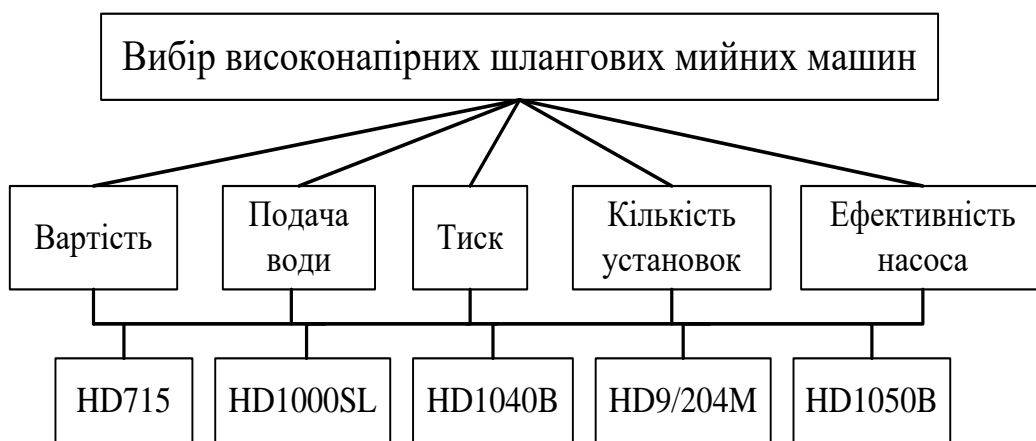 Вибір високонапірних шлангових мийних машин
Вартість
Подача
води
Тиск
Кількість
установок
Ефективність
насоса
HD715
HD1000SL
HD1040B
HD9/204M
HD1050B